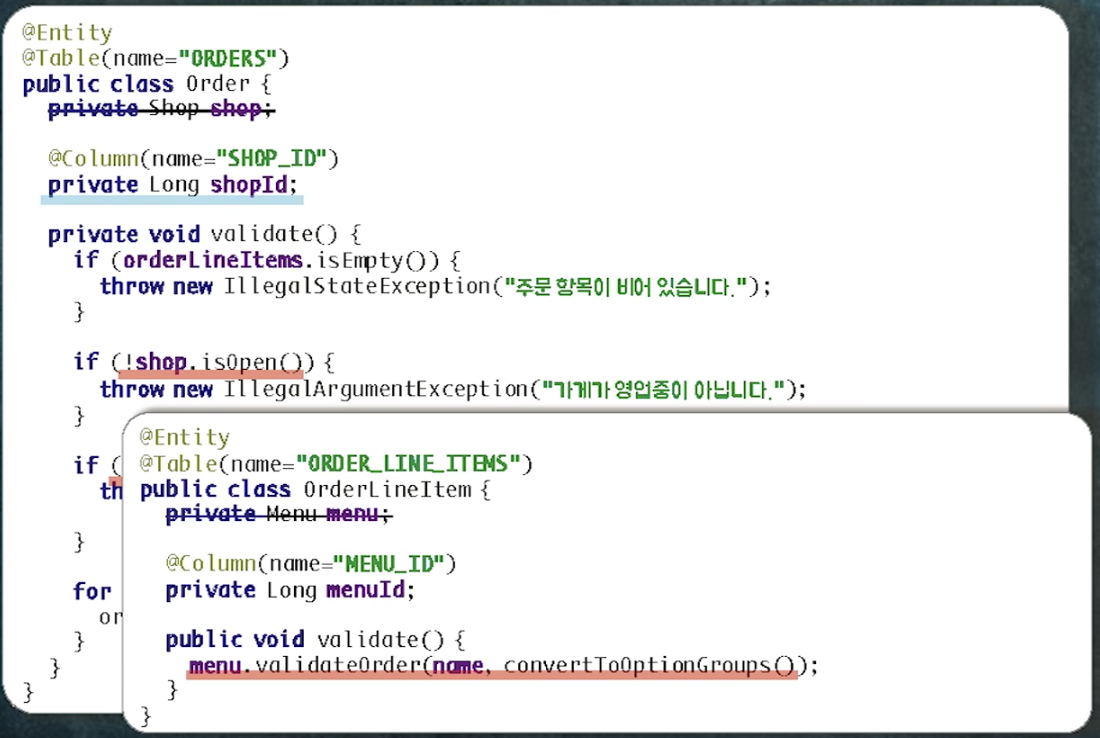 @Entity
@Table(name="ORDERS")
public class Order {
private Shop shop;
@Column(name="SHOP_ID")
private Long shopId;
private void validate() {
if (orderLineItems.isEmpty()) {
throw new IllegalStateException("주문 항목이 비어 있습니다.");
}
if (!shop.isOpen()) {
throw new IllegalArgumentException("가게가 영업중이 아닙니다.");
}
if (
th
}
for
or
}
}
}
@Entity
@Table(name="ORDER_LINE_ITEMS")
public class OrderLineItem {
private Menu menu;
@Column(name="MENU_ID")
private Long menuId;
public void validate() {
menu.validateOrder(name, convertToOptionGroups());
}
}